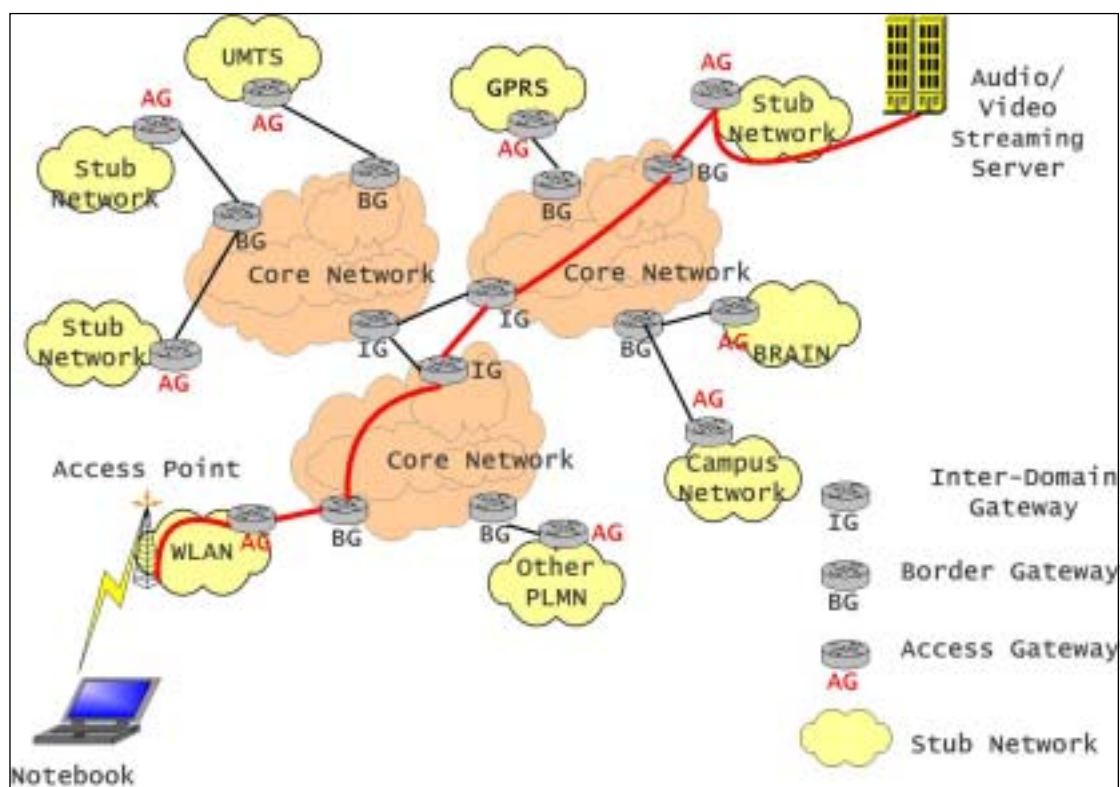 UMTS
AG
AG
Stub
Network
BG
BG
Core Network
Stub
Network
AG
IG
GPRS
AG
BG
AG
Stub
Network
BG
Audio/
Video
Streaming
Server
Core Network
IG
BG
AG
BRAIN
AG
Campus
Network
IG
Core Network
Access Point
WLAN
AG
BG
BG
AG
Other
PLMN
Notebook
Inter-Domain
Gateway
IG
Border Gateway
BG
Access Gateway
AG
Stub Network